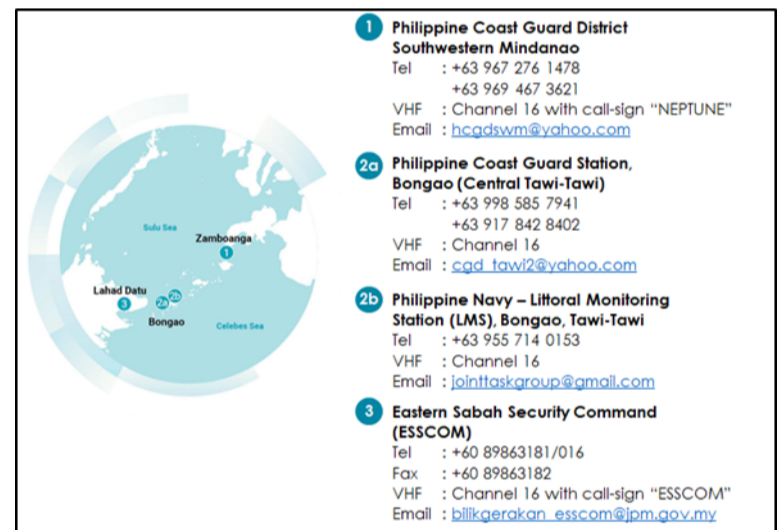 Sulu Sea
Zamboanga
1
Lahad Datu
3
2a
2b
Bongao
Celebes Sea
1 Philippine Coast Guard District
Southwestern Mindanao
Tel : +63 967 276 1478
+63 969 467 3621
VHF : Channel 16 with call-sign “NEPTUNE”
Email : hcgdswm@yahoo.com
2a Philippine Coast Guard Station,
Bongao (Central Tawi-Tawi)
Tel : +63 998 585 7941
+63 917 842 8402
VHF : Channel 16
Email : cgd_tawi2@yahoo.com
2b Philippine Navy – Littoral Monitoring
Station (LMS), Bongao, Tawi-Tawi
Tel : +63 955 714 0153
VHF : Channel 16
Email : jointtaskgroup@gmail.com
3 Eastern Sabah Security Command
(ESSCOM)
Tel : +60 89863181/016
Fax : +60 89863182
VHF : Channel 16 with call-sign “ESSCOM”
Email : bilikgerakan_esscom@jpm.gov.my